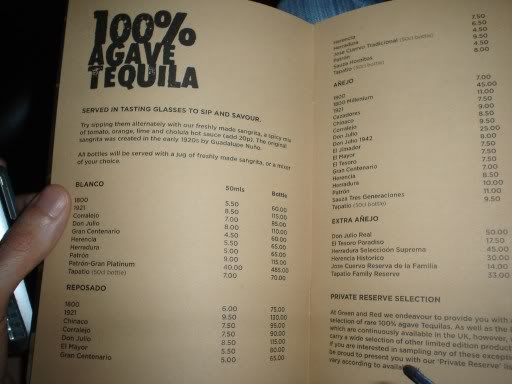 100%
AGAVE
TEQUILA
SERVED IN TASTING GLASSES TO SIP AND SAVOUR.
Try sipping them alternately with our freshly made sangrita, a spicy mix
of tomato, orange, lime and cholula hot sauce (add 20p). The original
sangrita was created in the early 1920s by Guadalupe Nuño.
All bottles will be served with a jug of freshly made sangrita, or a mixer
of your choice.
BLANCO 50mls Bottle
1800 5.50 60.00
1921 8.50 115.00
Corralejo 7.00 85.00
Don Julio 8.00 110.00
Gran Centenario 4.50 60.00
Herencia 5.50 60.00
Herradura 5.00 65.00
Patrón 9.00 115.00
Patrón-Gran Platinum 40.00 485.00
Tapatio (50cl bottle) 7.00 70.00
REPOSADO
1800 6.00 75.00
1921 9.50 130.00
Chinaco 7.50 95.00
Corralejo 7.50 90.00
Don Julio 8.50 115.00
El Mayor 5.50 80.00
Gran Centenario 5.00 65.00
Herencia 7.50
Herradura 6.50
Jose Cuervo Tradicional (50cl bottle) 4.50
Patrón 9.50
Sauza Hornitos 4.50
Tapatio (50cl bottle) 8.00
AÑEJO
1800 7.00
1800 Millenium 45.00
1921 11.00
Cazadores 7.50
Chinaco 9.00
Corralejo 8.50
Don Julio 9.50
Don Julio 1942 25.00
El Jimador 8.00
El Mayor 7.50
El Tesoro 7.50
Gran Centenario 7.50
Herencia 7.00
Herradura 8.50
Patrón 10.00
Sauza Tres Generaciones 11.00
Tapatio (50cl bottle) 9.50
EXTRA AÑEJO
Don Julio Real 50.00
El Tesoro Paradiso 17.50
Herradura Selección Suprema 45.00
Herencia Historico 30.00
Jose Cuervo Reserva de la Familia 14.00
Tapatio Family Reserve 33.00
PRIVATE RESERVE SELECTION
At Green and Red we endeavour to provide you with
selection of rare 100% agave Tequilas. As well as the
which are continuously available in the UK, however,
carry a wide selection of other limited edition product
If you are interested in sampling any of these except
be proud to present you with our 'Private Reserve' lis
vary according to availab